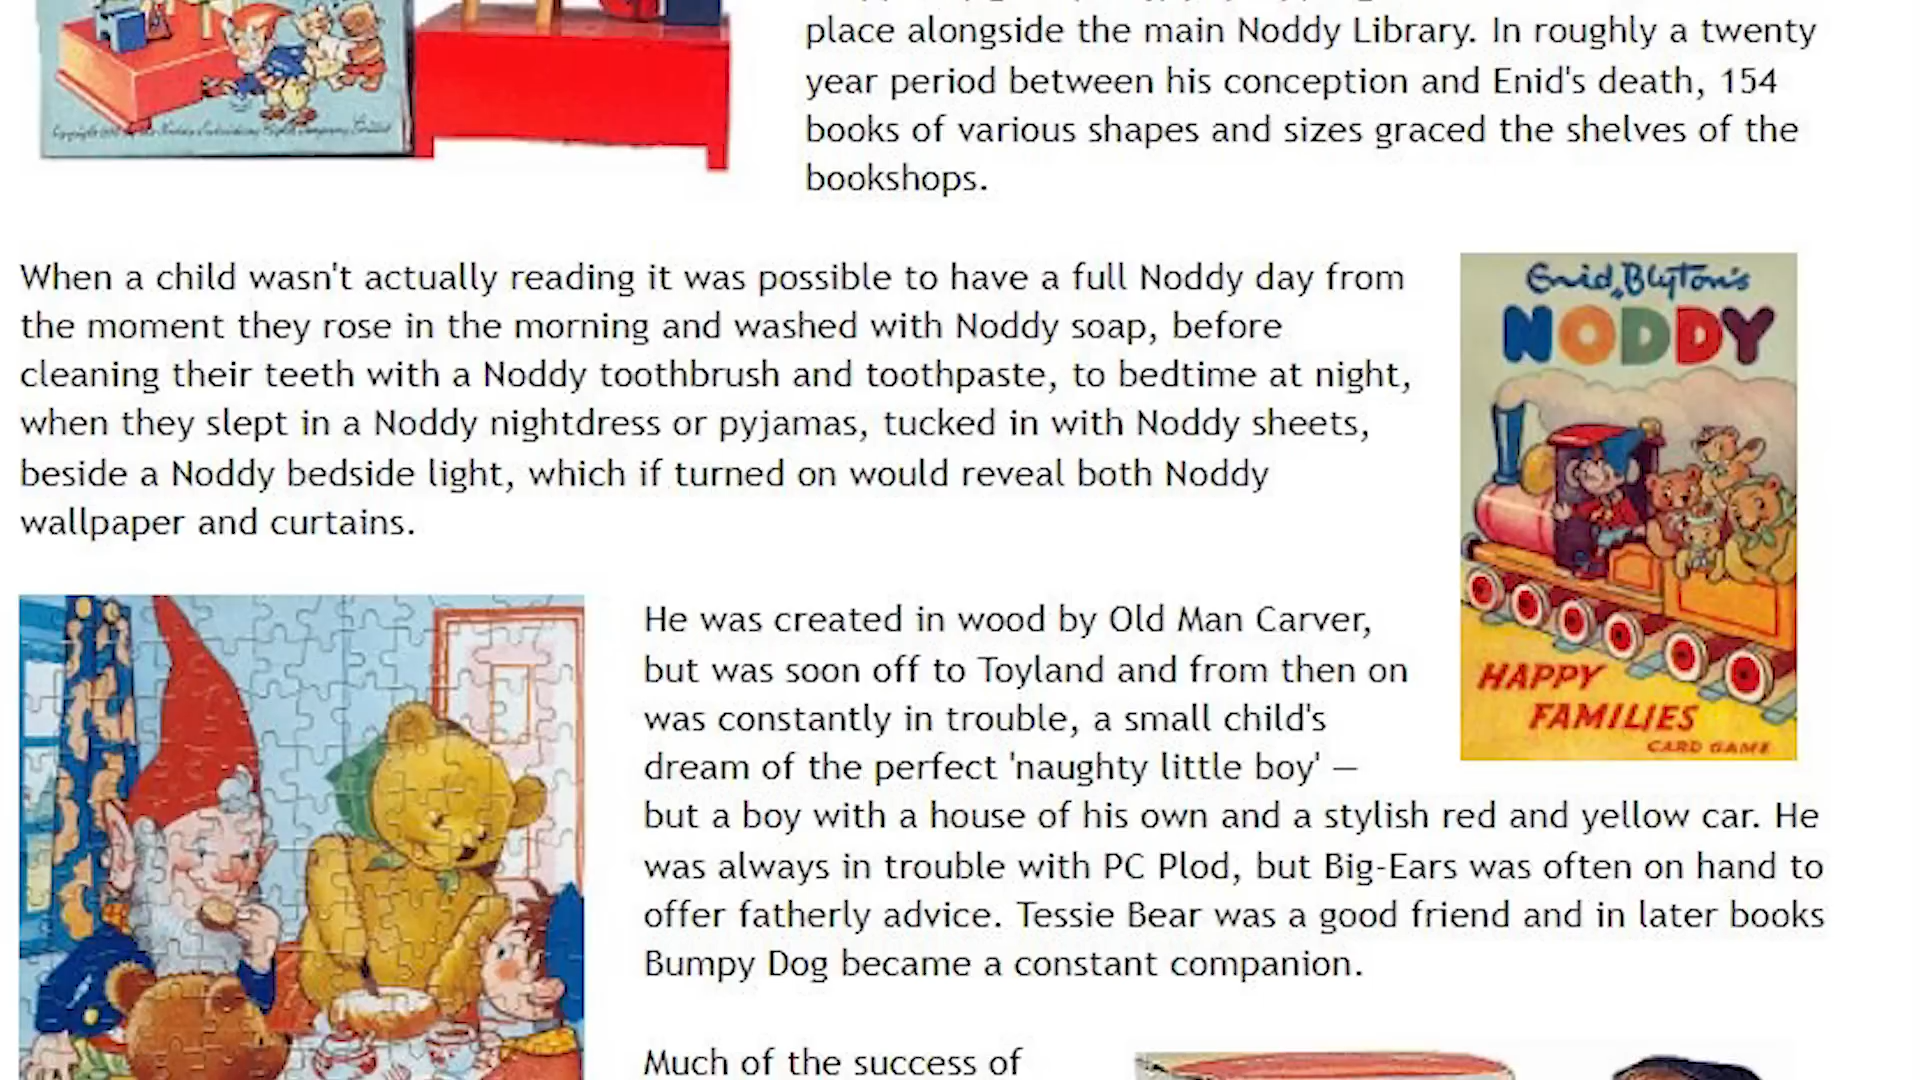 place alongside the main Noddy Library. In roughly a twenty
year period between his conception and Enid's death, 154
books of various shapes and sizes graced the shelves of the
bookshops.
When a child wasn't actually reading it was possible to have a full Noddy day from
the moment they rose in the morning and washed with Noddy soap, before
cleaning their teeth with a Noddy toothbrush and toothpaste, to bedtime at night,
when they slept in a Noddy nightdress or pyjamas, tucked in with Noddy sheets,
beside a Noddy bedside light, which if turned on would reveal both Noddy
wallpaper and curtains.
Enid Blyton's
NODDY
HAPPY
FAMILIES
CARD GAME
He was created in wood by Old Man Carver,
but was soon off to Toyland and from then on
was constantly in trouble, a small child's
dream of the perfect 'naughty little boy' —
but a boy with a house of his own and a stylish red and yellow car. He
was always in trouble with PC Plod, but Big-Ears was often on hand to
offer fatherly advice. Tessie Bear was a good friend and in later books
Bumpy Dog became a constant companion.
Much of the success of